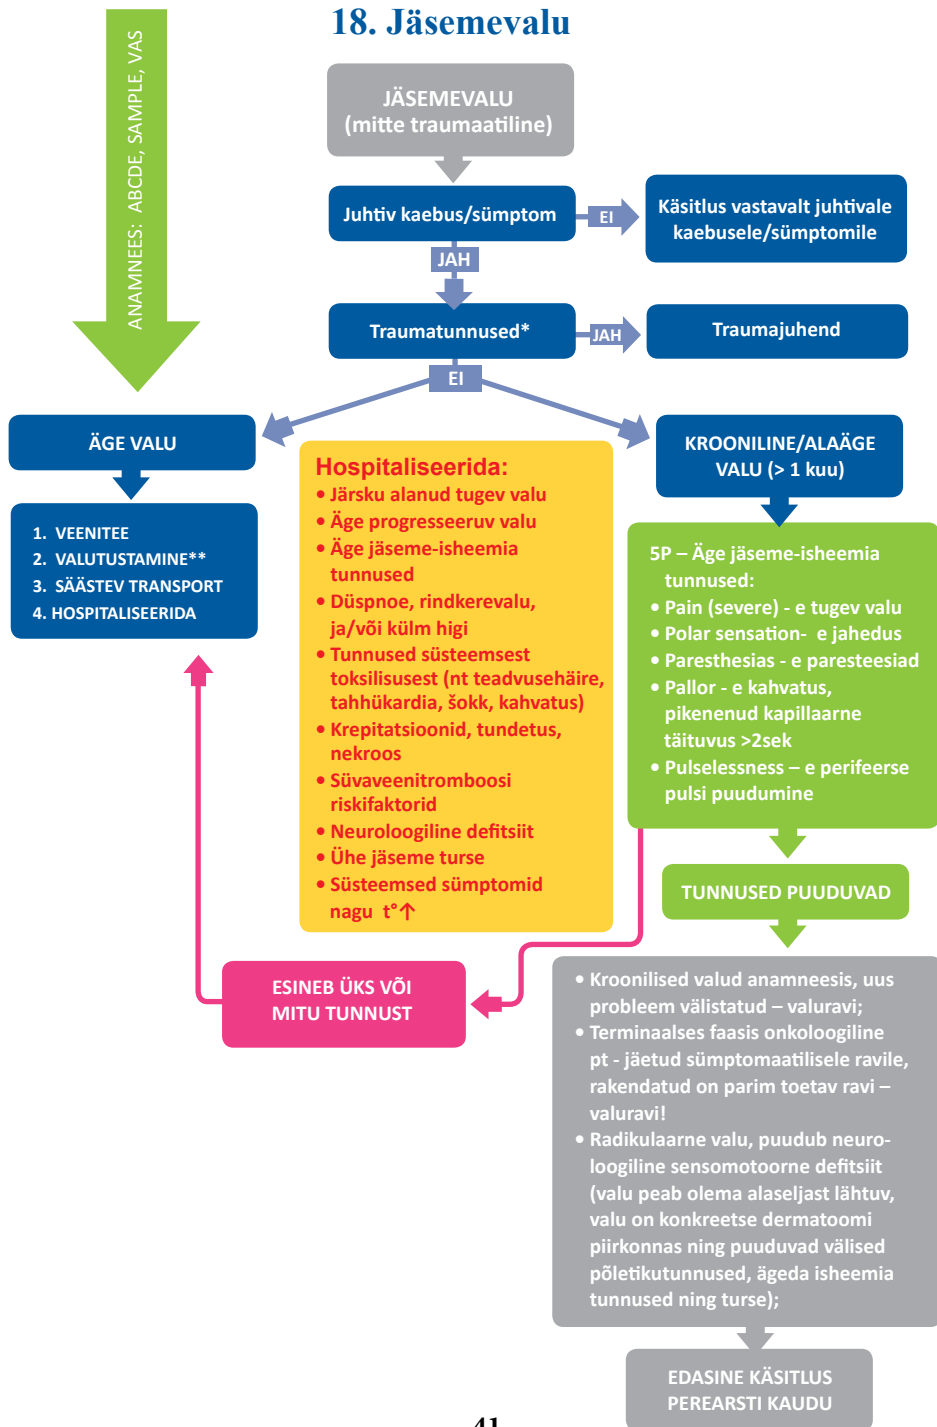 18. Jäsemevalu
ANAMNEES: ABCDE, SAMPLE, VAS
JÄSEMEVALU
(mitte traumaatiline)
Juhtiv kaebus/sümptom
EI
Käsitlus vastavalt juhtivale
kaebusele/sümptomile
JAH
Traumatunnused*
JAH
Traumajuhend
EI
ÄGE VALU
1. VEENITEE
2. VALUTUSTAMINE**
3. SÄÄSTEV TRANSPORT
4. HOSPITALISEERIDA
Hospitaliseerida:
• Järsku alanud tugev valu
• Äge progresseeruv valu
• Äge jäseme-isheemia
tunnused
• Düspnoe, rindkerevalu,
ja/või külm higi
• Tunnused süsteemsest
toksilisusest (nt teadvusehäire,
tahhükardia, šokk, kahvatus)
• Krepitatsioonid, tundetus,
nekroos
• Süvaveenitromboosi
riskifaktorid
• Neuroloogiline defitsiit
• Ühe jäseme turse
• Süsteemsed sümptomid
nagu t°↑
KROONILINE/ALAÄGE
VALU (> 1 kuu)
5P – Äge jäseme-isheemia
tunnused:
• Pain (severe) - e tugev valu
• Polar sensation- e jahedus
• Paresthesias - e paresteesiad
• Pallor - e kahvatus,
pikenenud kapillaarne
täituvus >2sek
• Pulselessness – e perifeerse
pulsi puudumine
TUNNUSED PUUDUVAD
ESINEB ÜKS VÕI
MITU TUNNUST
• Kroonilised valud anamneesis, uus
probleem välistatud – valuravi;
• Terminaalses faasis onkoloogiline
pt - jäetud sümptomaatilisele ravile,
rakendatud on parim toetav ravi –
valuravi!
• Radikulaarne valu, puudub neuro-
loogiline sensomotoorne defitsiit
(valu peab olema alaseljast lähtuv,
valu on konkreetse dermatoomi
piirkonnas ning puuduvad välised
põletikutunnused, ägeda isheemia
tunnused ning turse);
EDASINE KÄSITLUS
PEREARSTI KAUDU
41